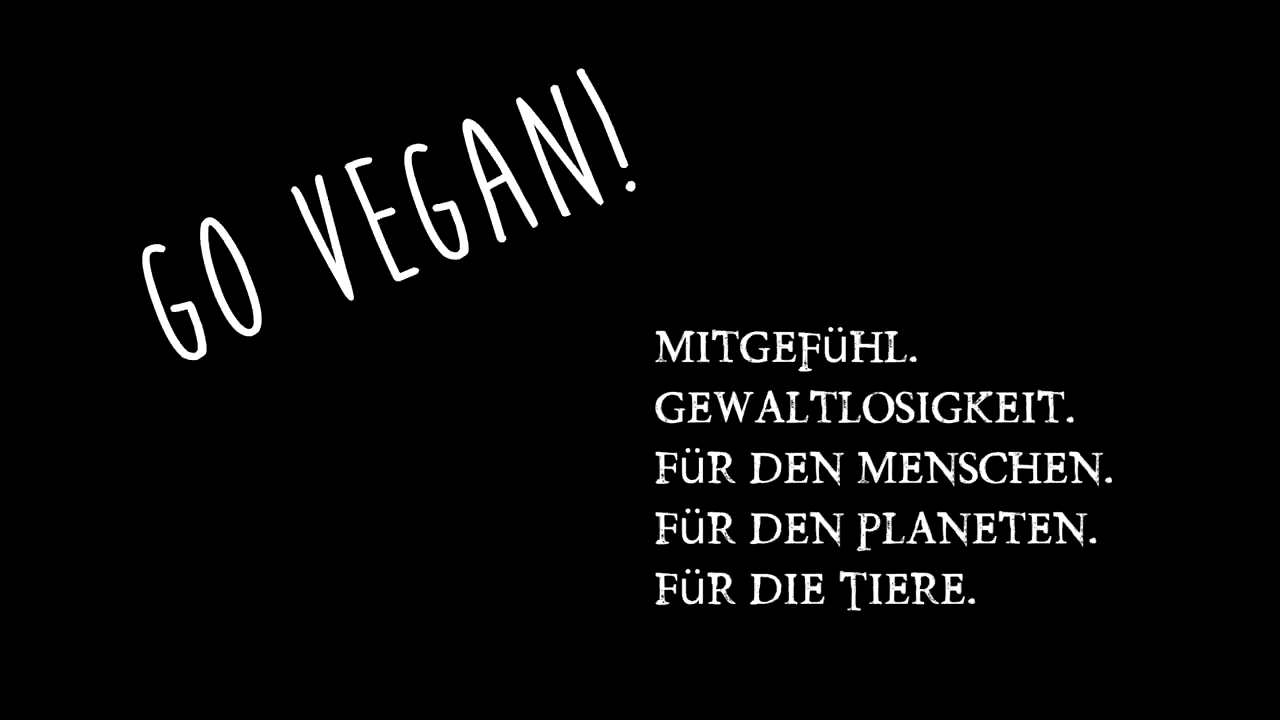 GO VEGAN!
MITGEFÜHL.
GEWALTLOSIGKEIT.
FÜR DEN MENSCHEN.
FÜR DEN PLANETEN.
FÜR DIE TIERE.